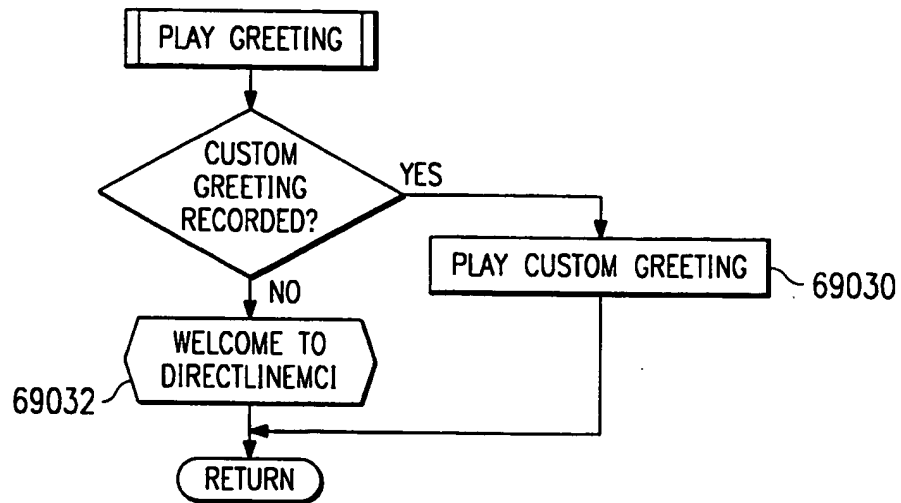 PLAY GREETING
CUSTOM
GREETING
RECORDED?
YES
PLAY CUSTOM GREETING
69030
NO
WELCOME TO
DIRECTLINEMCI
69032
RETURN